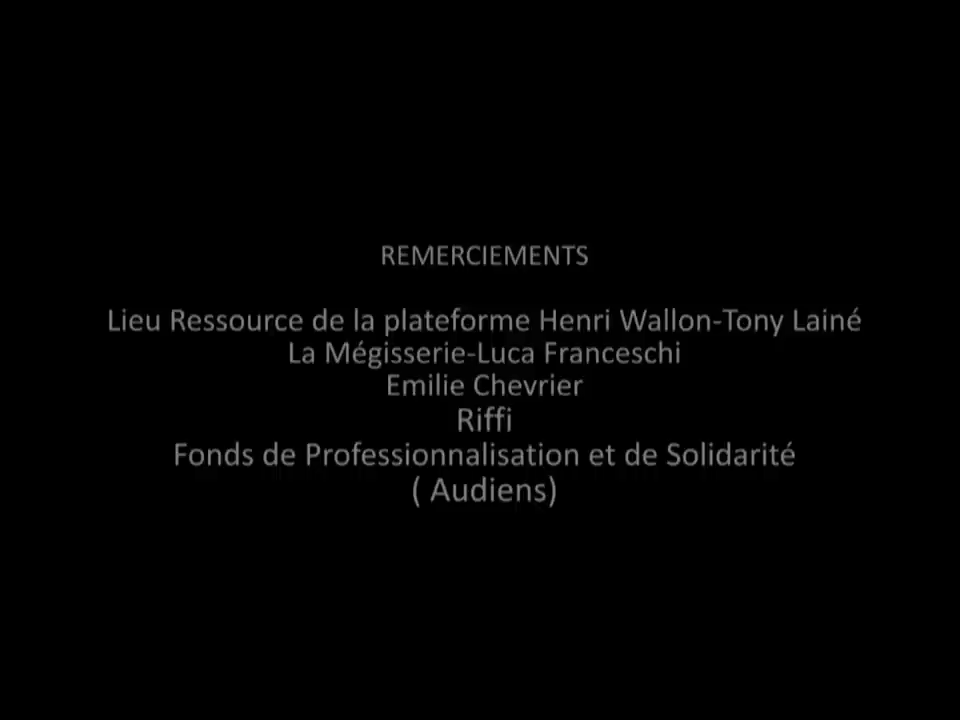 REMERCIEMENTS
Lieu Ressource de la plateforme Henri Wallon-Tony Lainé
La Mégisserie-Luca Franceschi
Emilie Chevrier
Riffi
Fonds de Professionnalisation et de Solidarité
( Audiens)